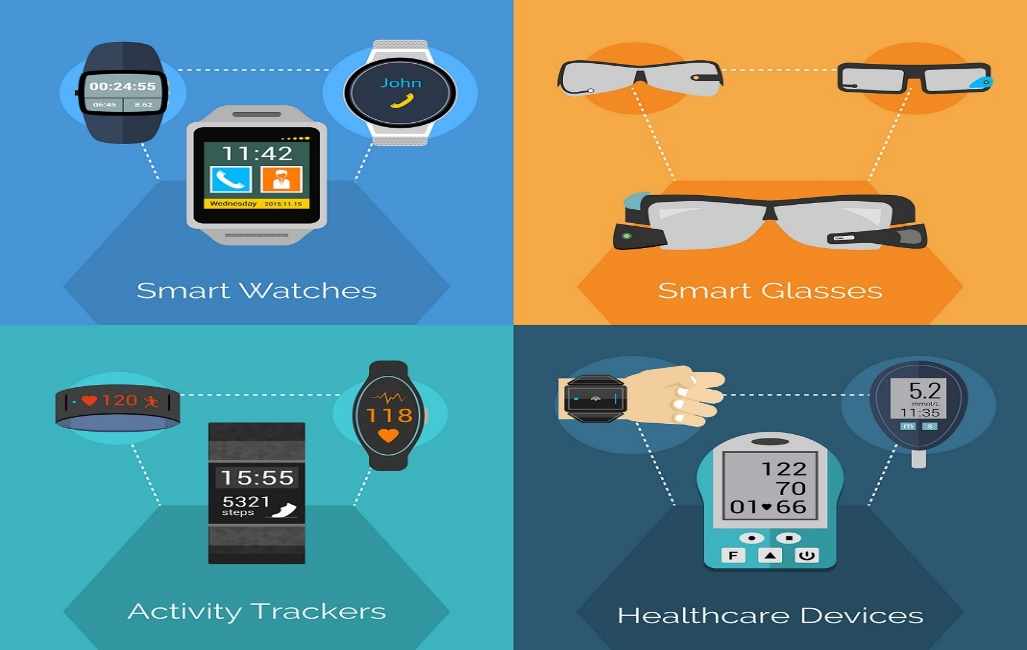 00:24:55
06:45 8.62
John
11:42
Wednesday 2015.11.15
Smart Watches
Smart Glasses
120
118
15:55
5321
steps
Activity Trackers
5.2
mmol/L
11:35
m s
122
70
01♥66
F
Healthcare Devices